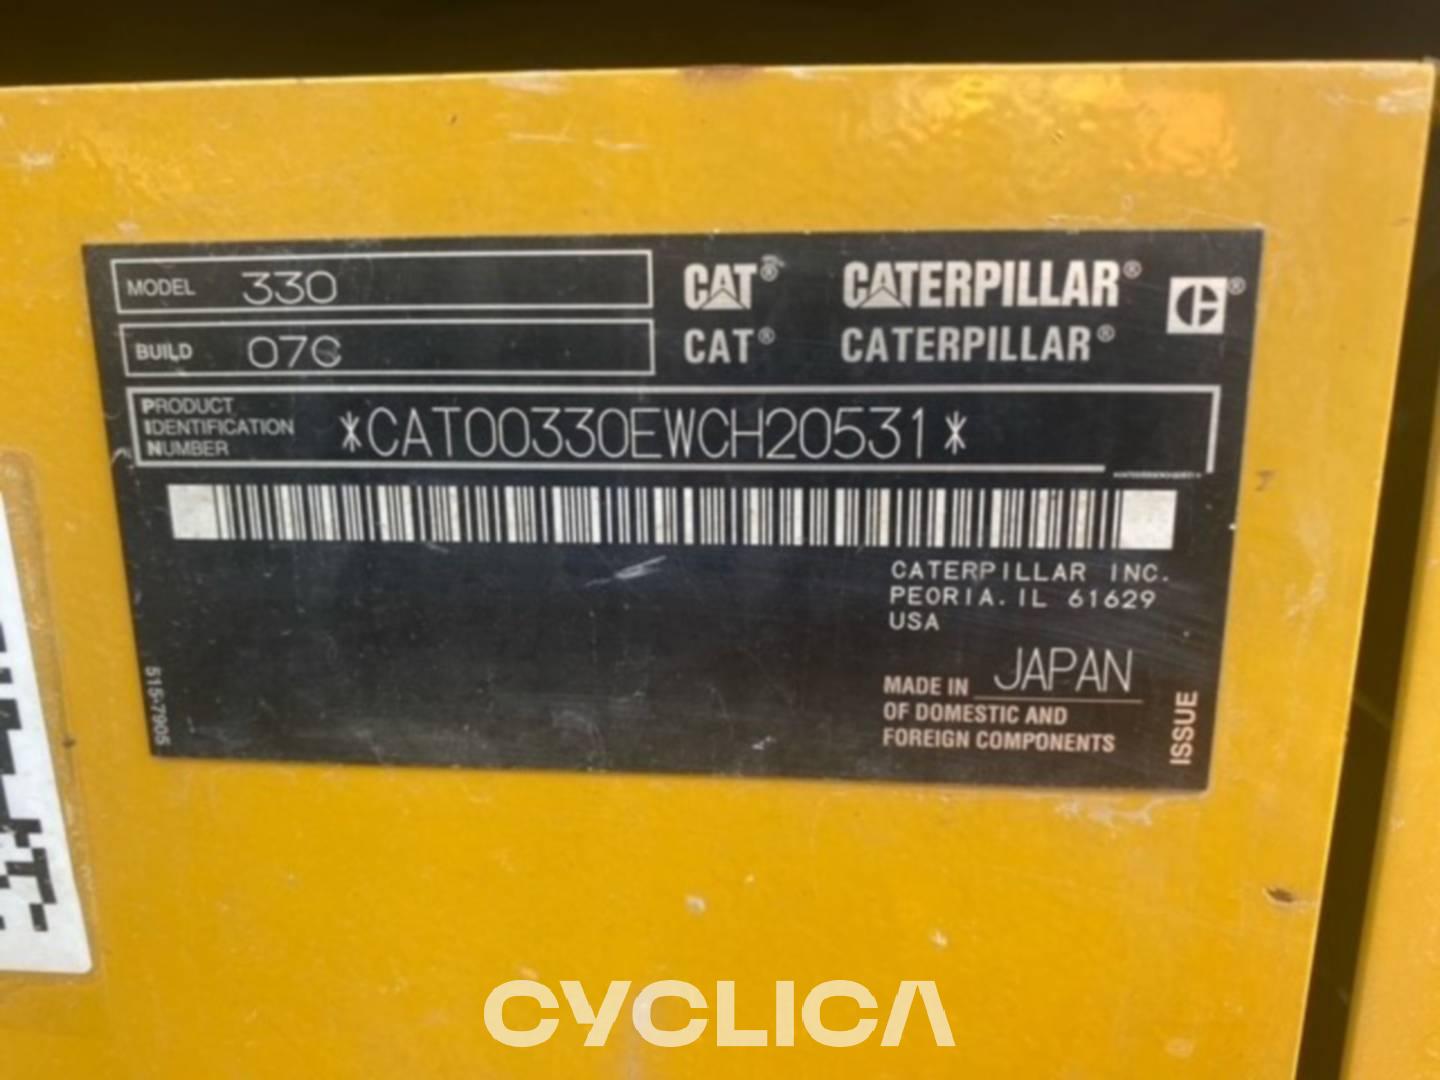 MODEL 330
BUILD 07C
CAT® CATERPILLAR®
CAT® CATERPILLAR®
PRODUCT
IDENTIFICATION
NUMBER
*CAT00330EWCH20531*
CATERPILLAR INC.
PEORIA. IL 61629
USA
MADE IN JAPAN
OF DOMESTIC AND
FOREIGN COMPONENTS
ISSUE
515-7905
CYCLICA